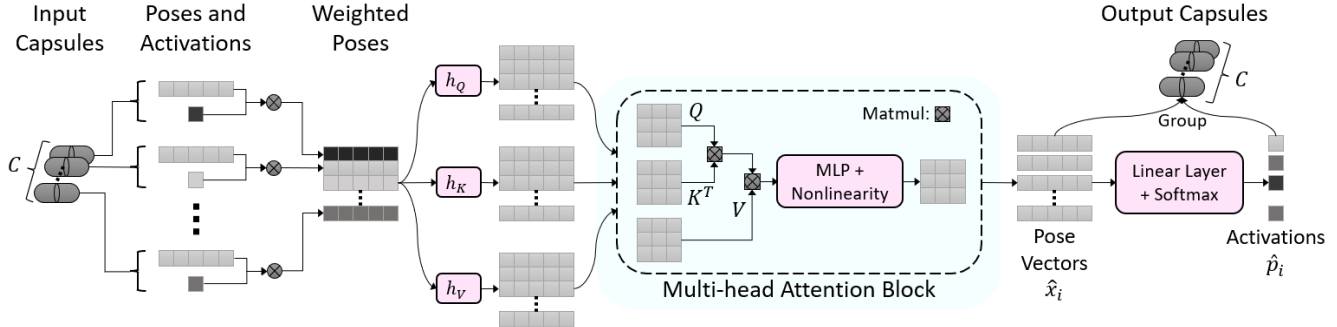 Input
Capsules
Poses and
Activations
Weighted
Poses
Output Capsules
C
C
h_Q
h_K
h_V
Q
K^T
V
Matmul:
MLP +
Nonlinearity
Multi-head Attention Block
Group
Linear Layer
+ Softmax
Pose
Vectors
x̂_i
Activations
p̂_i